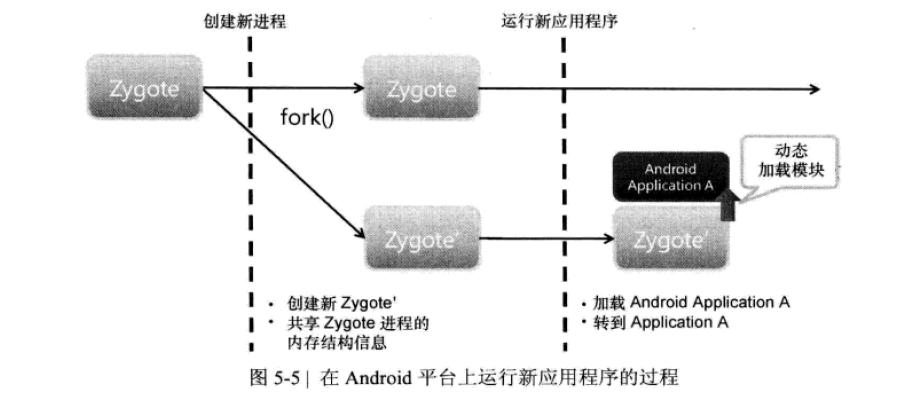 创建新进程
运行新应用程序
Zygote
Zygote
fork()
动态
加载模块
Android
Application A
Zygote'
Zygote'
· 创建新 Zygote'
· 共享 Zygote 进程的
内存结构信息
· 加载 Android Application A
· 转到 Application A
图 5-5 | 在 Android 平台上运行新应用程序的过程